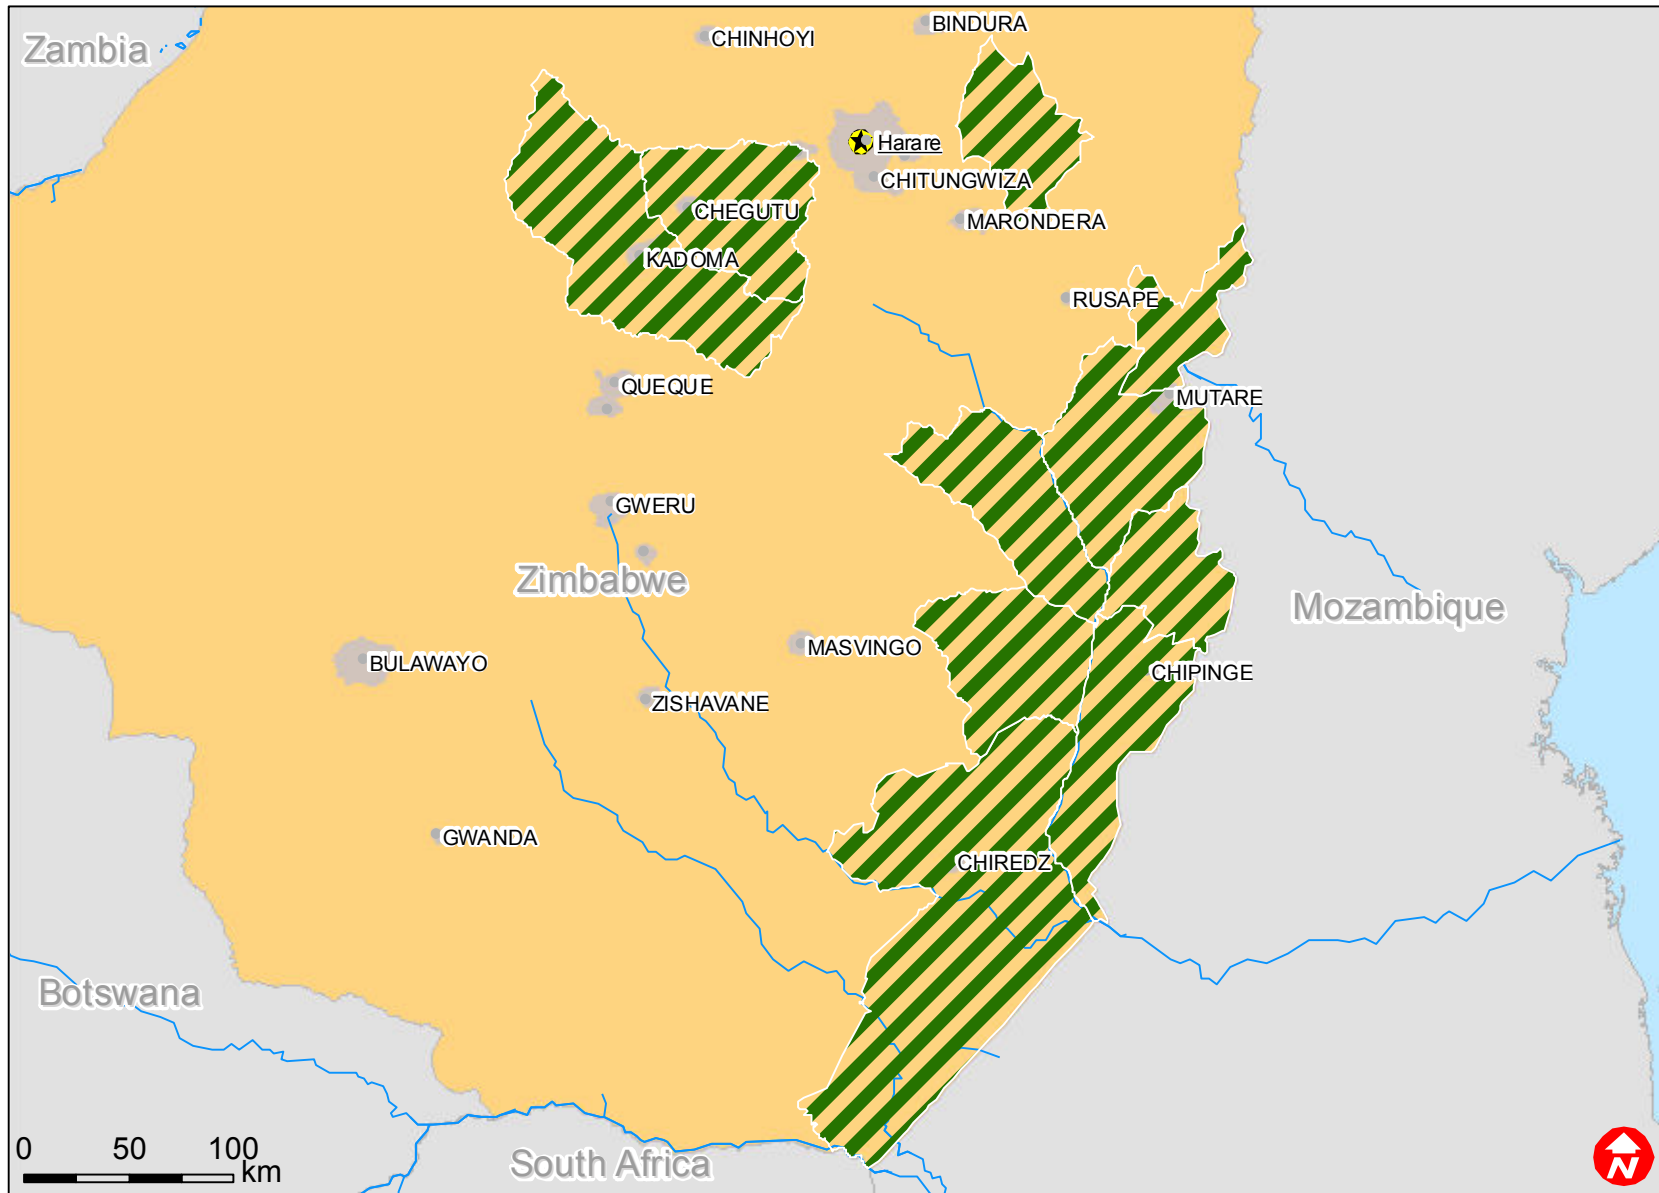 BINDURA
CHINHOYI
Zambia
Harare
CHITUNGWIZA
CHEGUTU
MARONDERA
KADOMA
RUSAPE
QUEQUE
MUTARE
GWERU
Zimbabwe
Mozambique
MASVINGO
BULAWAYO
CHIPINGE
ZISHAVANE
GWANDA
CHIREDZ
Botswana
0 50 100
km
South Africa
N